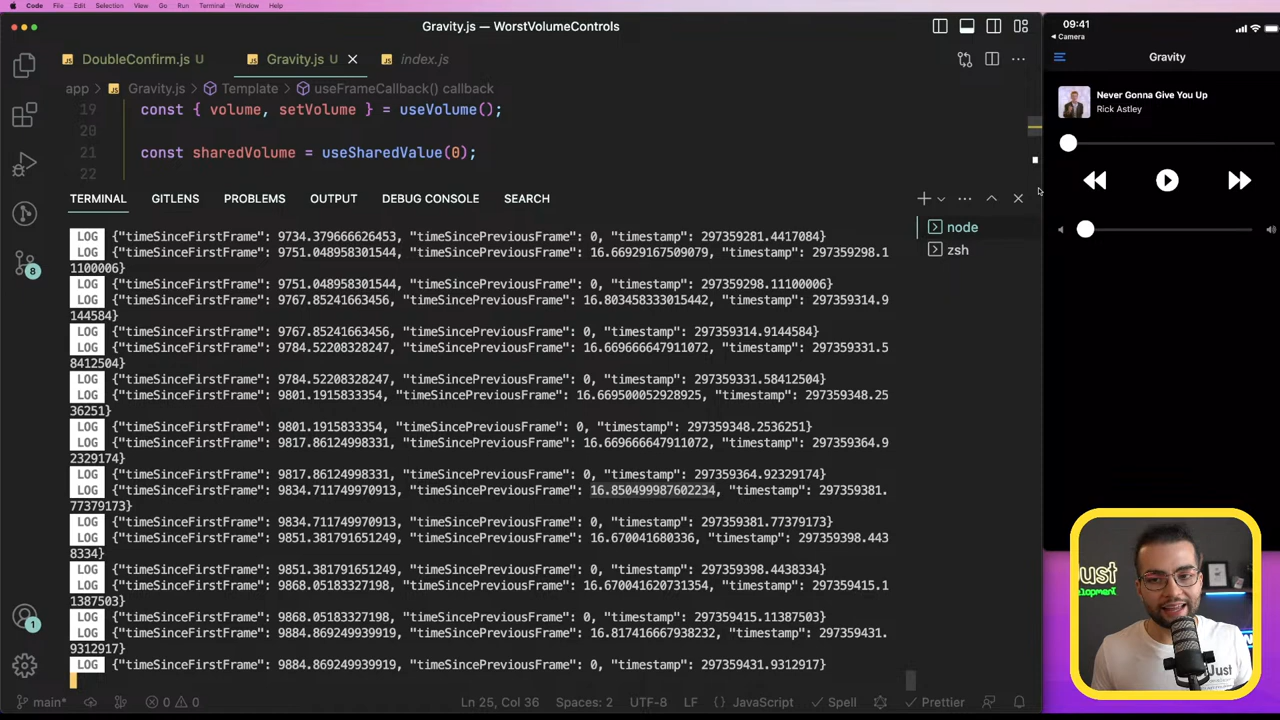 Code File Edit Selection View Go Run Terminal Window Help
Gravity.js — WorstVolumeControls
DoubleConfirm.js U Gravity.js U index.js
app Gravity.js Template useFrameCallback() callback
19 const { volume, setVolume } = useVolume();
20
21 const sharedVolume = useSharedValue(0);
22
TERMINAL GITLENS PROBLEMS OUTPUT DEBUG CONSOLE SEARCH
node
zsh
LOG {"timeSinceFirstFrame": 9734.379666626453, "timeSincePreviousFrame": 0, "timestamp": 297359281.4417084}
LOG {"timeSinceFirstFrame": 9751.048958301544, "timeSincePreviousFrame": 16.66929167509079, "timestamp": 297359298.1
1100006}
LOG {"timeSinceFirstFrame": 9751.048958301544, "timeSincePreviousFrame": 0, "timestamp": 297359298.11100006}
LOG {"timeSinceFirstFrame": 9767.85241663456, "timeSincePreviousFrame": 16.803458333015442, "timestamp": 297359314.9
144584}
LOG {"timeSinceFirstFrame": 9767.85241663456, "timeSincePreviousFrame": 0, "timestamp": 297359314.9144584}
LOG {"timeSinceFirstFrame": 9784.52208328247, "timeSincePreviousFrame": 16.669666647911072, "timestamp": 297359331.5
8412504}
LOG {"timeSinceFirstFrame": 9784.52208328247, "timeSincePreviousFrame": 0, "timestamp": 297359331.58412504}
LOG {"timeSinceFirstFrame": 9801.1915833354, "timeSincePreviousFrame": 16.669500052928925, "timestamp": 297359348.25
36251}
LOG {"timeSinceFirstFrame": 9801.1915833354, "timeSincePreviousFrame": 0, "timestamp": 297359348.2536251}
LOG {"timeSinceFirstFrame": 9817.86124998331, "timeSincePreviousFrame": 16.669666647911072, "timestamp": 297359364.9
2329174}
LOG {"timeSinceFirstFrame": 9817.86124998331, "timeSincePreviousFrame": 0, "timestamp": 297359364.92329174}
LOG {"timeSinceFirstFrame": 9834.711749970913, "timeSincePreviousFrame": 16.850499987602234, "timestamp": 297359381.
77379173}
LOG {"timeSinceFirstFrame": 9834.711749970913, "timeSincePreviousFrame": 0, "timestamp": 297359381.77379173}
LOG {"timeSinceFirstFrame": 9851.381791651249, "timeSincePreviousFrame": 16.670041680336, "timestamp": 297359398.443
8334}
LOG {"timeSinceFirstFrame": 9851.381791651249, "timeSincePreviousFrame": 0, "timestamp": 297359398.4438334}
LOG {"timeSinceFirstFrame": 9868.05183327198, "timeSincePreviousFrame": 16.670041620731354, "timestamp": 297359415.1
1387503}
LOG {"timeSinceFirstFrame": 9868.05183327198, "timeSincePreviousFrame": 0, "timestamp": 297359415.11387503}
LOG {"timeSinceFirstFrame": 9884.869249939919, "timeSincePreviousFrame": 16.817416667938232, "timestamp": 297359431.
9312917}
LOG {"timeSinceFirstFrame": 9884.869249939919, "timeSincePreviousFrame": 0, "timestamp": 297359431.9312917}
8
1
main* 0 0 Ln 25, Col 36 Spaces: 2 UTF-8 LF JavaScript Spell Prettier
09:41
Camera
Gravity
Never Gonna Give You Up
Rick Astley